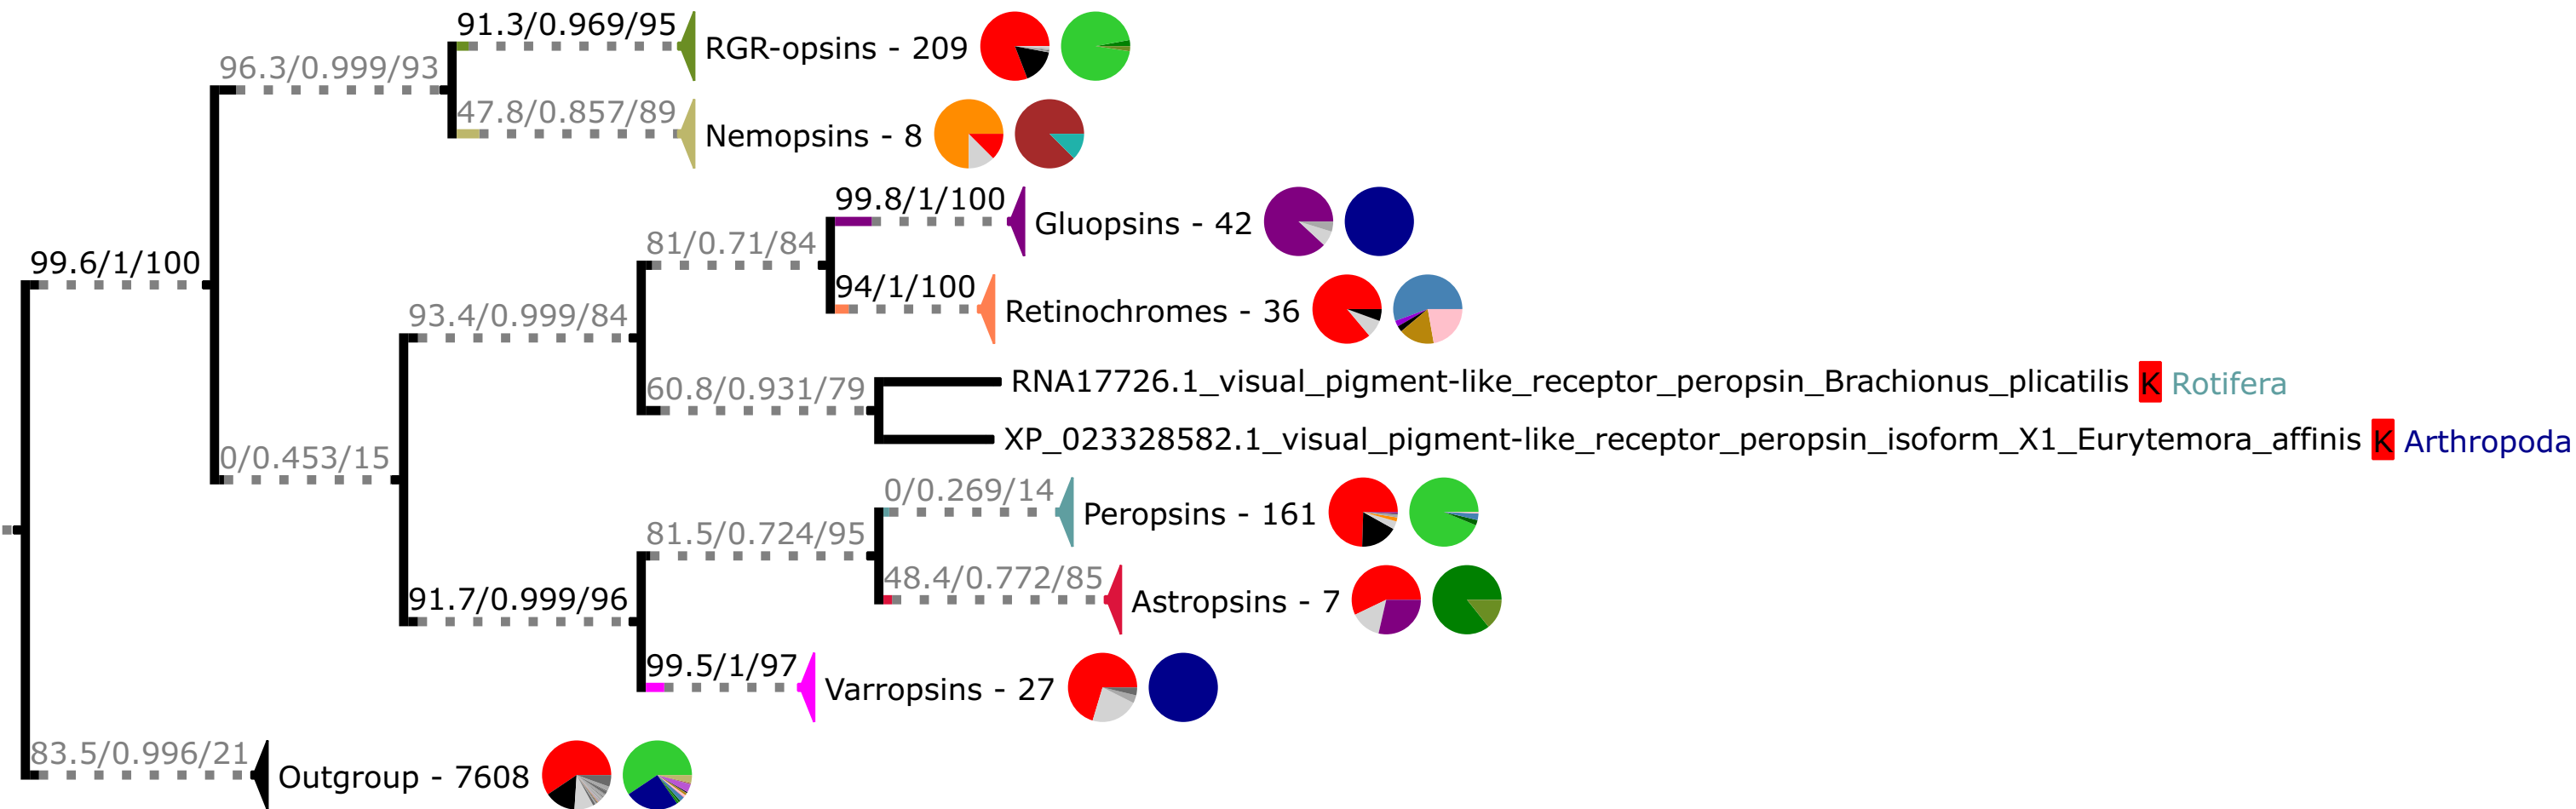 91.3/0.969/95
RGR-opsins - 209
96.3/0.999/93
47.8/0.857/89
Nemopsins - 8
99.8/1/100
Gluopsins - 42
81/0.71/84
99.6/1/100
94/1/100
Retinochromes - 36
93.4/0.999/84
RNA17726.1_visual_pigment-like_receptor_peropsin_Brachionus_plicatilis K Rotifera
60.8/0.931/79
XP_023328582.1_visual_pigment-like_receptor_peropsin_isoform_X1_Eurytemora_affinis K Arthropoda
0/0.453/15
0/0.269/14
Peropsins - 161
81.5/0.724/95
48.4/0.772/85
Astropsins - 7
91.7/0.999/96
99.5/1/97
Varropsins - 27
83.5/0.996/21
Outgroup - 7608